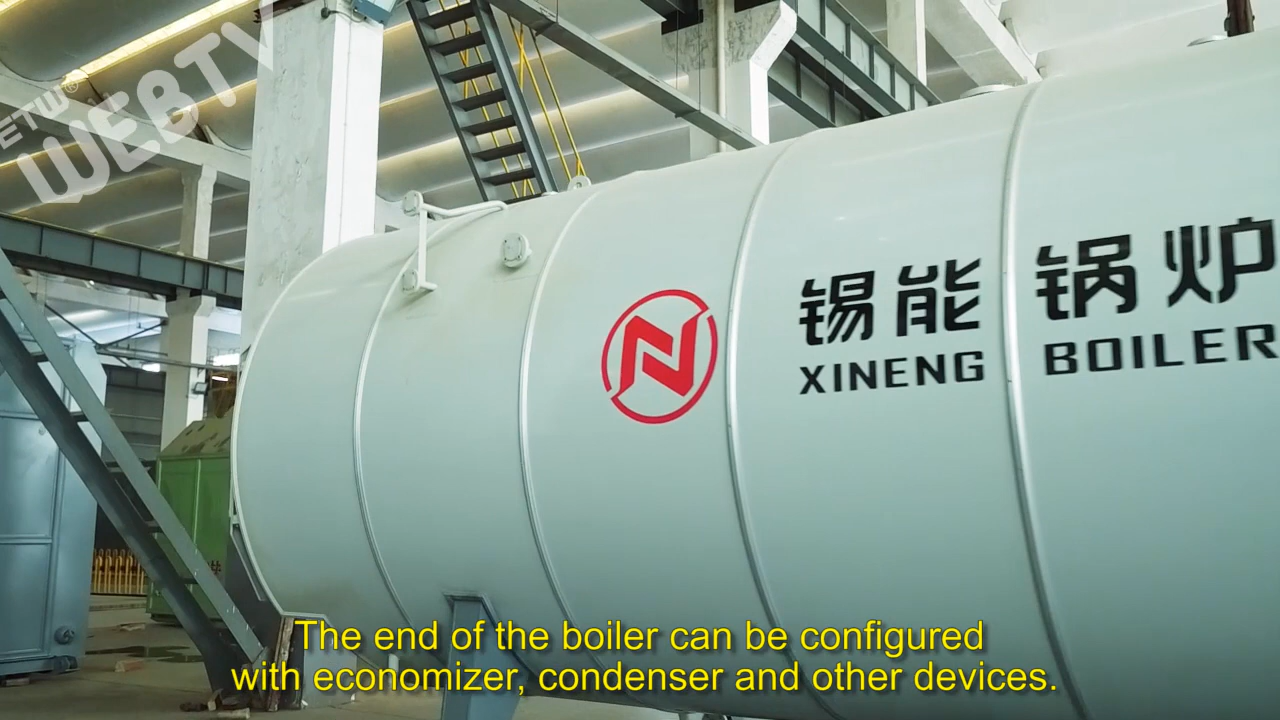 ETW®
WEBTV
锡能 锅炉
XINENG BOILER
The end of the boiler can be configured
with economizer, condenser and other devices.